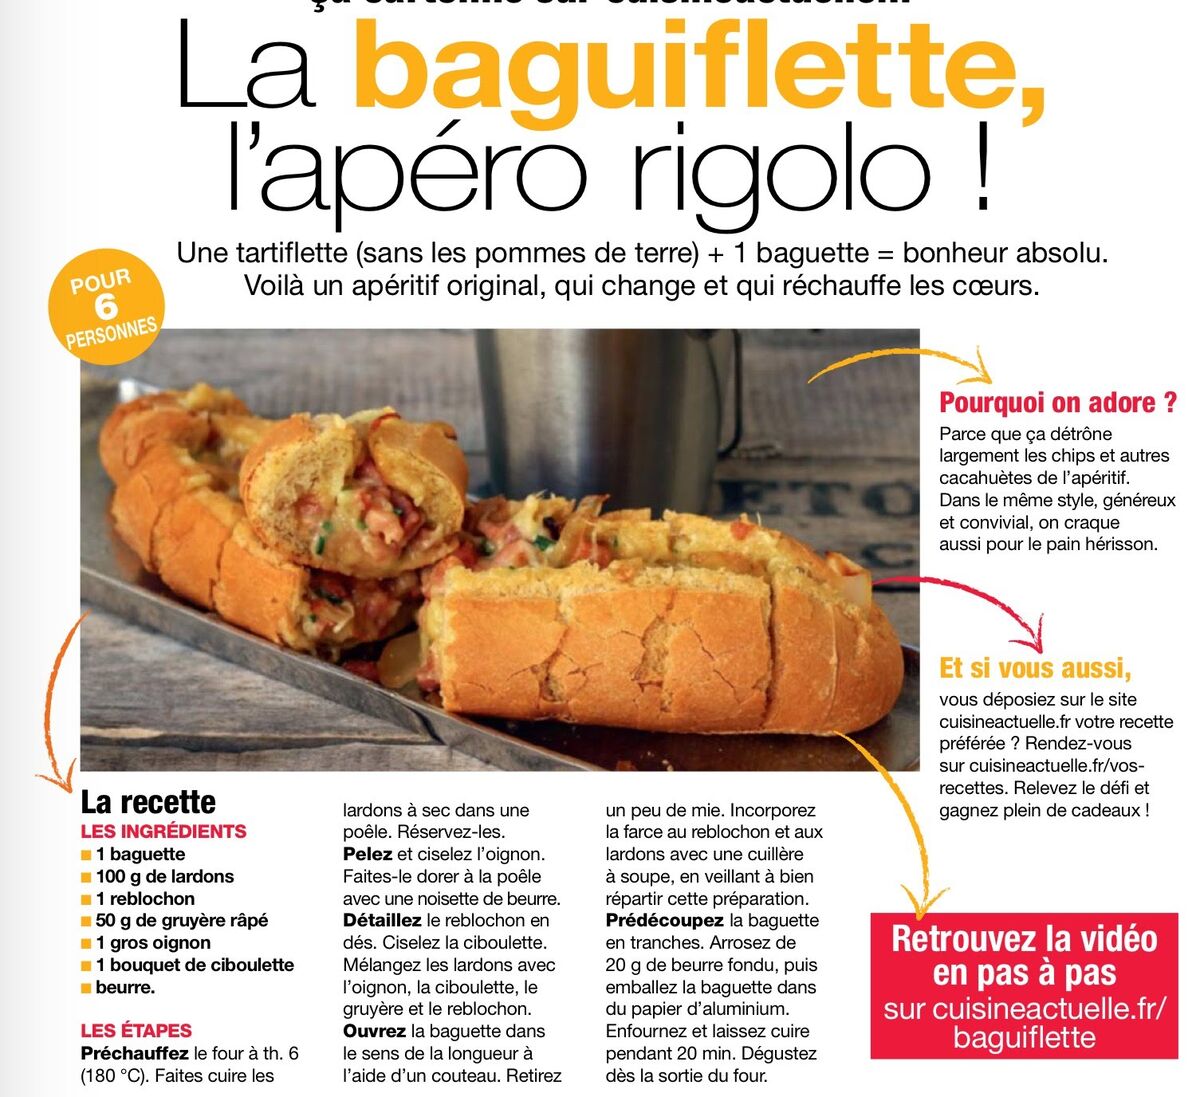 La baguiflette,
l'apéro rigolo !
Une tartiflette (sans les pommes de terre) + 1 baguette = bonheur absolu.
Voilà un apéritif original, qui change et qui réchauffe les cœurs.
POUR
6
PERSONNES
Pourquoi on adore ?
Parce que ça détrône
largement les chips et autres
cacahuètes de l'apéritif.
Dans le même style, généreux
et convivial, on craque
aussi pour le pain hérisson.
Et si vous aussi,
vous déposiez sur le site
cuisineactuelle.fr votre recette
préférée ? Rendez-vous
sur cuisineactuelle.fr/vos-
recettes. Relevez le défi et
gagnez plein de cadeaux !
La recette
LES INGRÉDIENTS
1 baguette
100 g de lardons
1 reblochon
50 g de gruyère râpé
1 gros oignon
1 bouquet de ciboulette
beurre.
LES ÉTAPES
Préchauffez le four à th. 6
(180 °C). Faites cuire les
lardons à sec dans une
poêle. Réservez-les.
Pelez et ciselez l'oignon.
Faites-le dorer à la poêle
avec une noisette de beurre.
Détaillez le reblochon en
dés. Ciselez la ciboulette.
Mélangez les lardons avec
l'oignon, la ciboulette, le
gruyère et le reblochon.
Ouvrez la baguette dans
le sens de la longueur à
l'aide d'un couteau. Retirez
un peu de mie. Incorporez
la farce au reblochon et aux
lardons avec une cuillère
à soupe, en veillant à bien
répartir cette préparation.
Prédécoupez la baguette
en tranches. Arrosez de
20 g de beurre fondu, puis
emballez la baguette dans
du papier d'aluminium.
Enfournez et laissez cuire
pendant 20 min. Dégustez
dès la sortie du four.
Retrouvez la vidéo
en pas à pas
sur cuisineactuelle.fr/
baguiflette